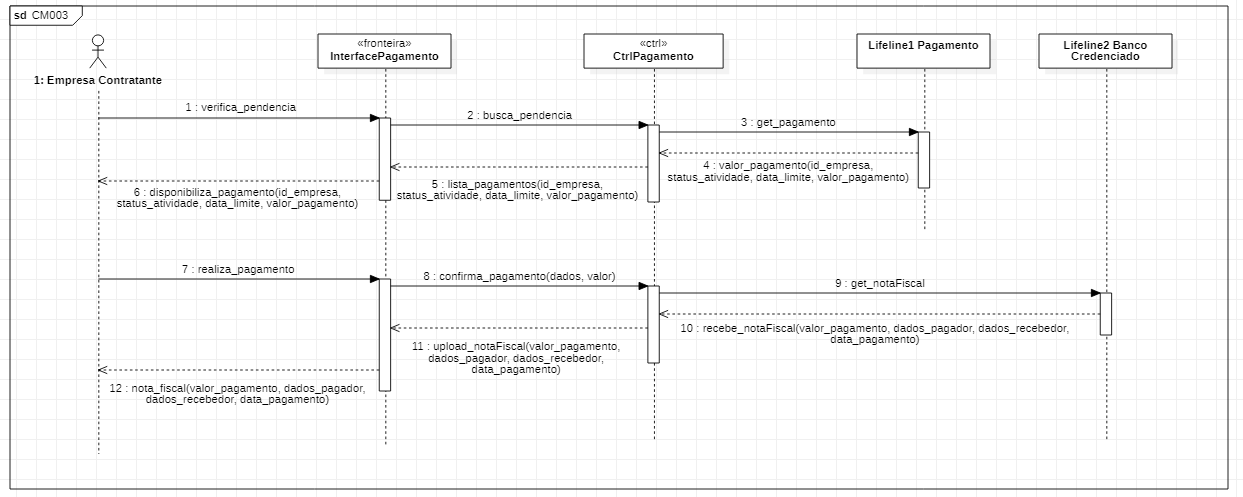 sd CM003
1: Empresa Contratante
«fronteira»
InterfacePagamento
«ctrl»
CtrlPagamento
Lifeline1 Pagamento
Lifeline2 Banco
Credenciado
1 : verifica_pendencia
2 : busca_pendencia
3 : get_pagamento
4 : valor_pagamento(id_empresa,
status_atividade, data_limite, valor_pagamento)
5 : lista_pagamentos(id_empresa,
status_atividade, data_limite, valor_pagamento)
6 : disponibiliza_pagamento(id_empresa,
status_atividade, data_limite, valor_pagamento)
7 : realiza_pagamento
8 : confirma_pagamento(dados, valor)
9 : get_notaFiscal
10 : recebe_notaFiscal(valor_pagamento, dados_pagador, dados_recebedor,
data_pagamento)
11 : upload_notaFiscal(valor_pagamento,
dados_pagador, dados_recebedor,
data_pagamento)
12 : nota_fiscal(valor_pagamento, dados_pagador,
dados_recebedor, data_pagamento)